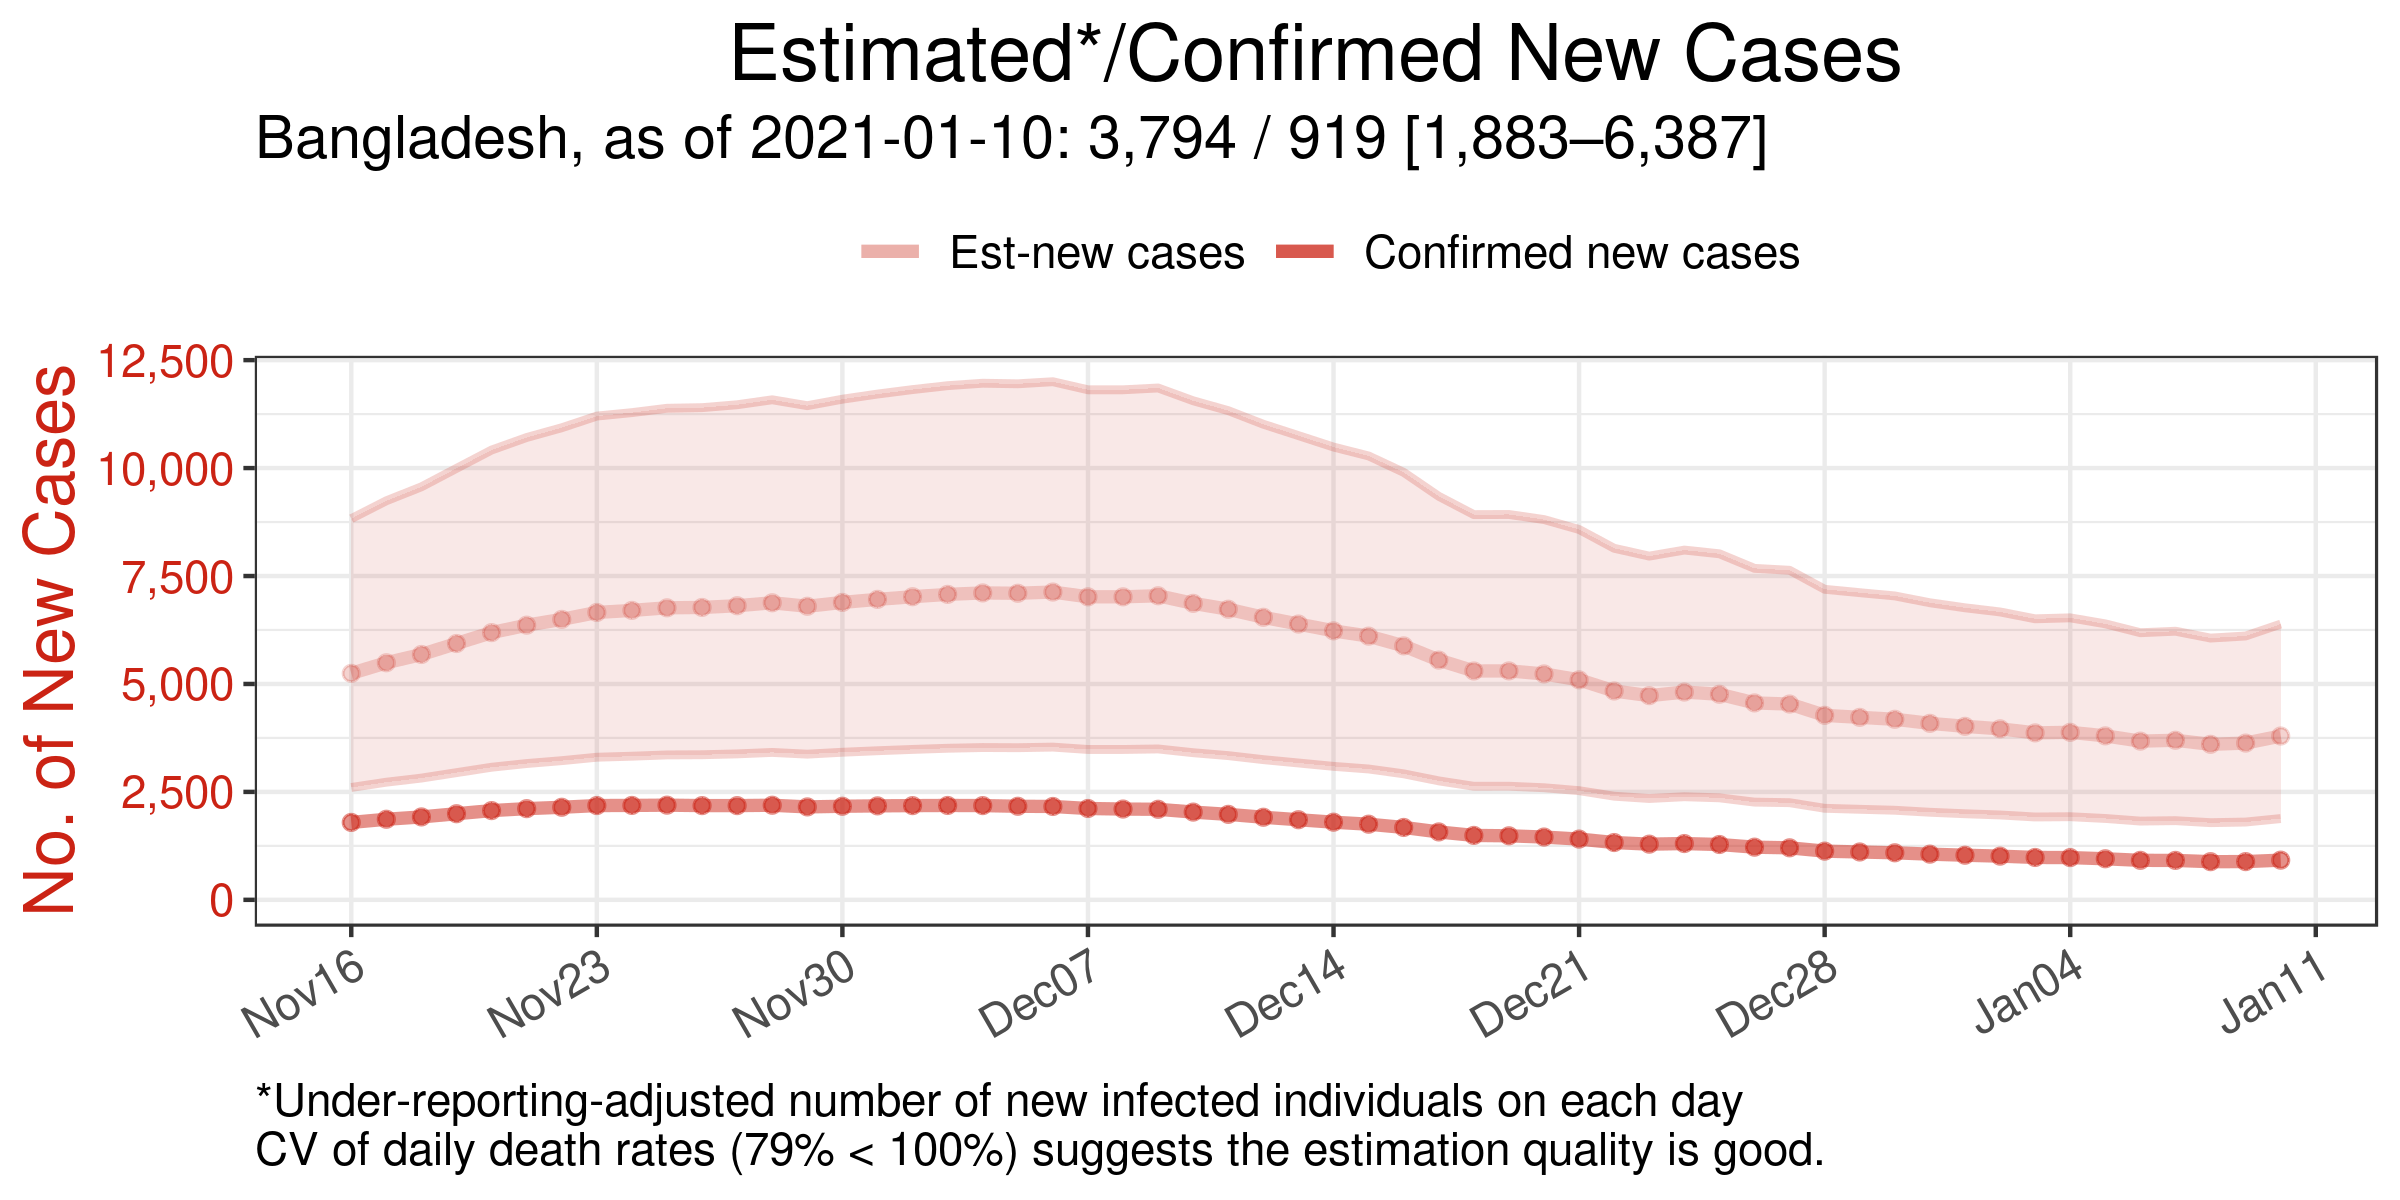 Estimated*/Confirmed New Cases
Bangladesh, as of 2021-01-10: 3,794 / 919 [1,883–6,387]
Est-new cases
Confirmed new cases
No. of New Cases
12,500
10,000
7,500
5,000
2,500
0
Nov16
Nov23
Nov30
Dec07
Dec14
Dec21
Dec28
Jan04
Jan11
*Under-reporting-adjusted number of new infected individuals on each day
CV of daily death rates (79% < 100%) suggests the estimation quality is good.